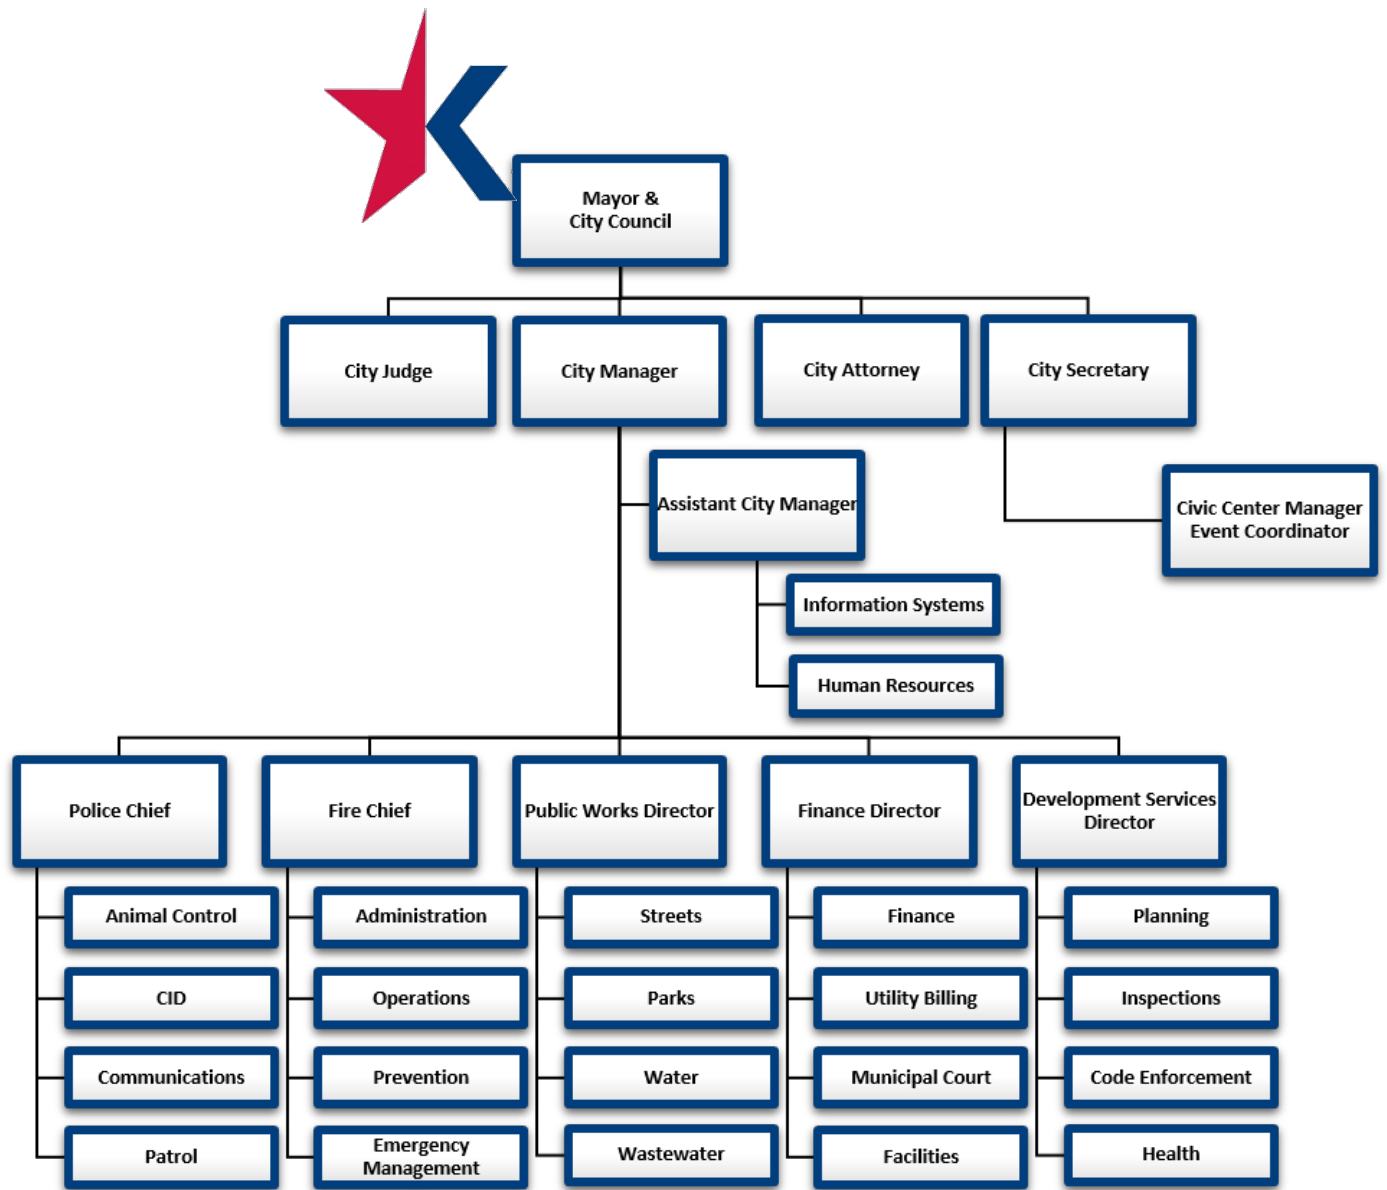 Mayor &
City Council
City Judge
City Manager
City Attorney
City Secretary
Assistant City Manager
Civic Center Manager
Event Coordinator
Information Systems
Human Resources
Police Chief
Fire Chief
Public Works Director
Finance Director
Development Services
Director
Animal Control
Administration
Streets
Finance
Planning
CID
Operations
Parks
Utility Billing
Inspections
Communications
Prevention
Water
Municipal Court
Code Enforcement
Patrol
Emergency
Management
Wastewater
Facilities
Health